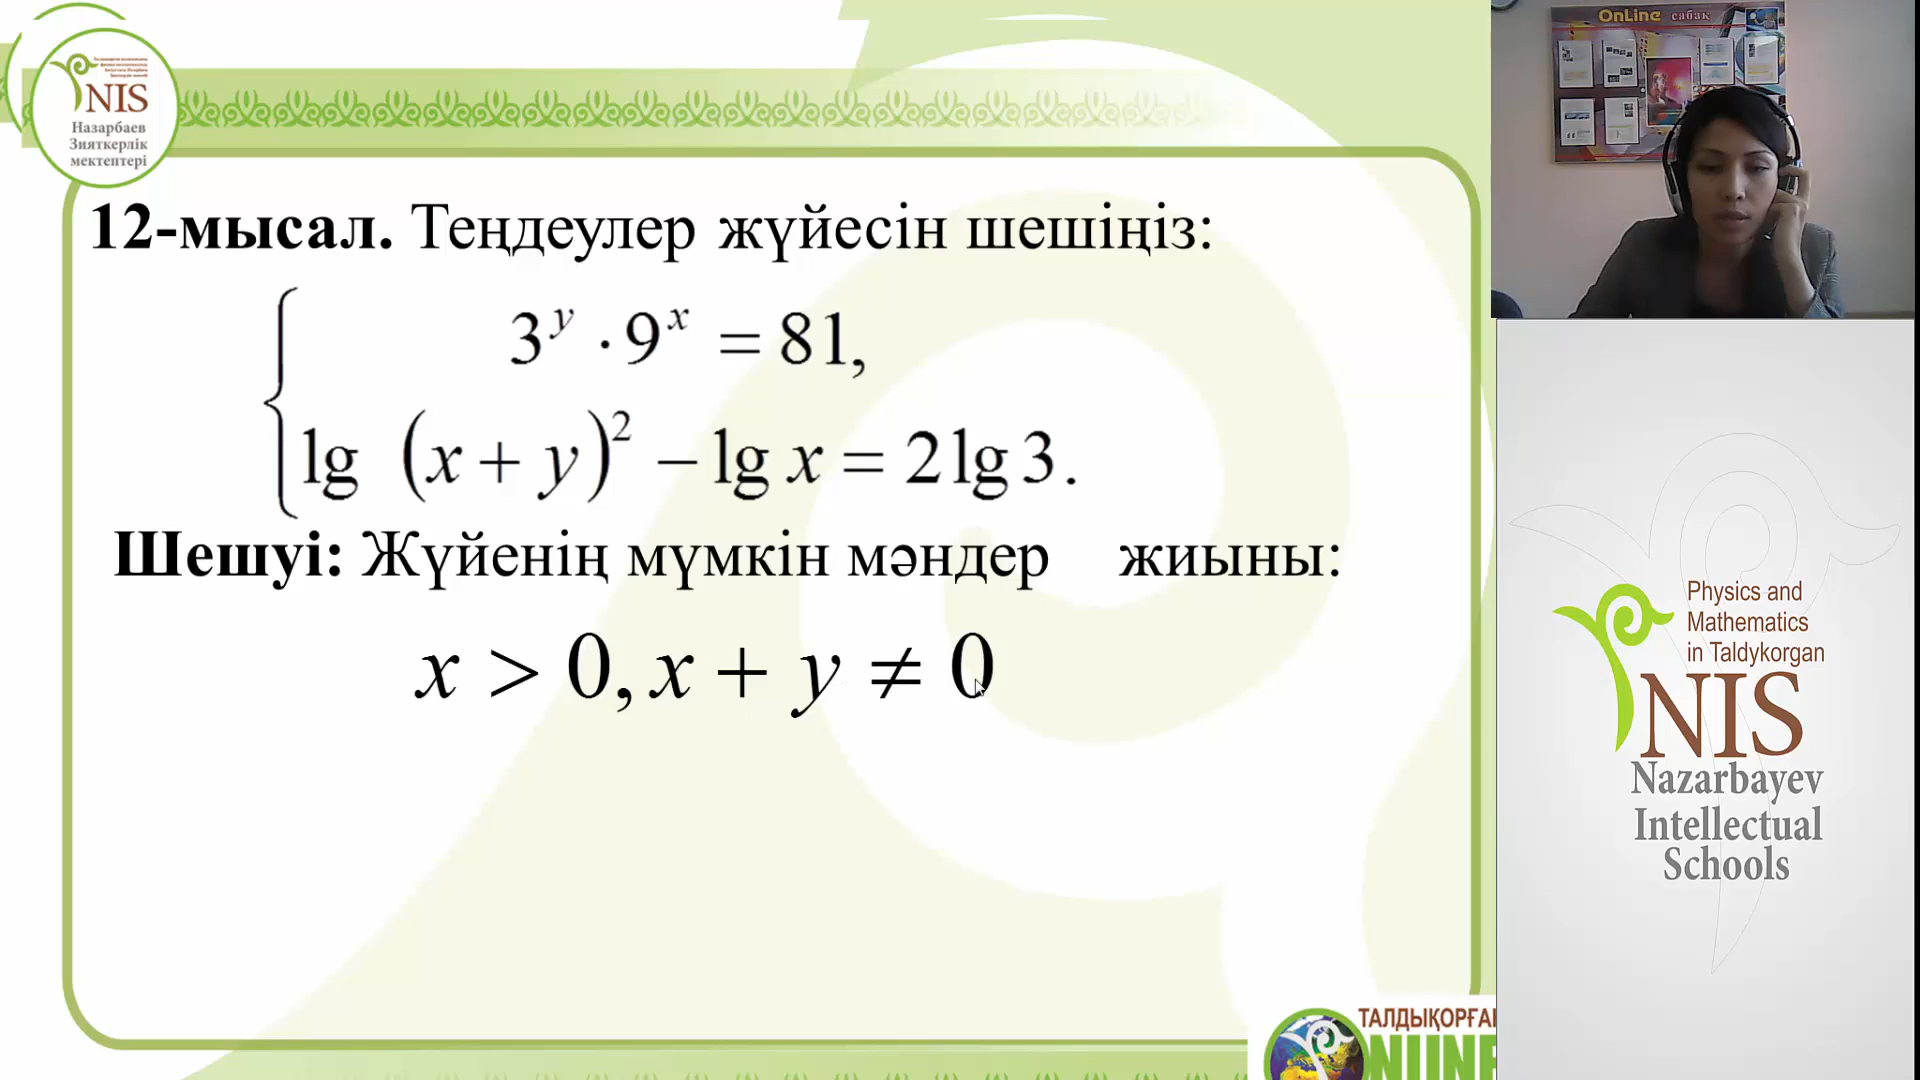 NIS
Назарбаев
Зияткерлік
мектептері
12-мысал. Теңдеулер жүйесін шешіңіз:
3^y · 9^x = 81,
lg (x + y)^2 − lg x = 2 lg 3.
Шешуі: Жүйенің мүмкін мәндер жиыны:
x > 0, x + y ≠ 0
OnLine сабақ
Physics and
Mathematics
in Taldykorgan
NIS
Nazarbayev
Intellectual
Schools
ТАЛДЫҚОРҒА